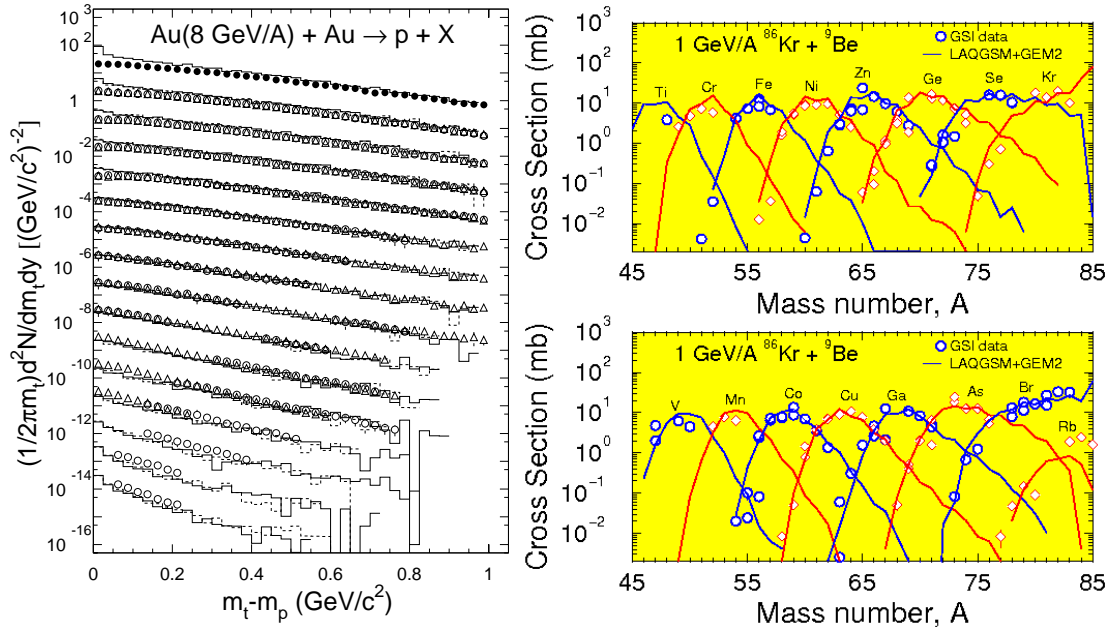 Au(8 GeV/A) + Au → p + X
(1/2πm_t)d²N/dm_tdy [(GeV/c²)⁻²]
10²
1
10⁻²
10⁻⁴
10⁻⁶
10⁻⁸
10⁻¹⁰
10⁻¹²
10⁻¹⁴
10⁻¹⁶
0 0.2 0.4 0.6 0.8 1
m_t-m_p (GeV/c²)
Cross Section (mb)
10³
10²
10¹
10⁰
10⁻¹
10⁻²
1 GeV/A ⁸⁶Kr + ⁹Be
GSI data
LAQGSM+GEM2
Ti Cr Fe Ni Zn Ge Se Kr
45 55 65 75 85
Mass number, A
Cross Section (mb)
10³
10²
10¹
10⁰
10⁻¹
10⁻²
1 GeV/A ⁸⁶Kr + ⁹Be
GSI data
LAQGSM+GEM2
V Mn Co Cu Ga As Br Rb
45 55 65 75 85
Mass number, A